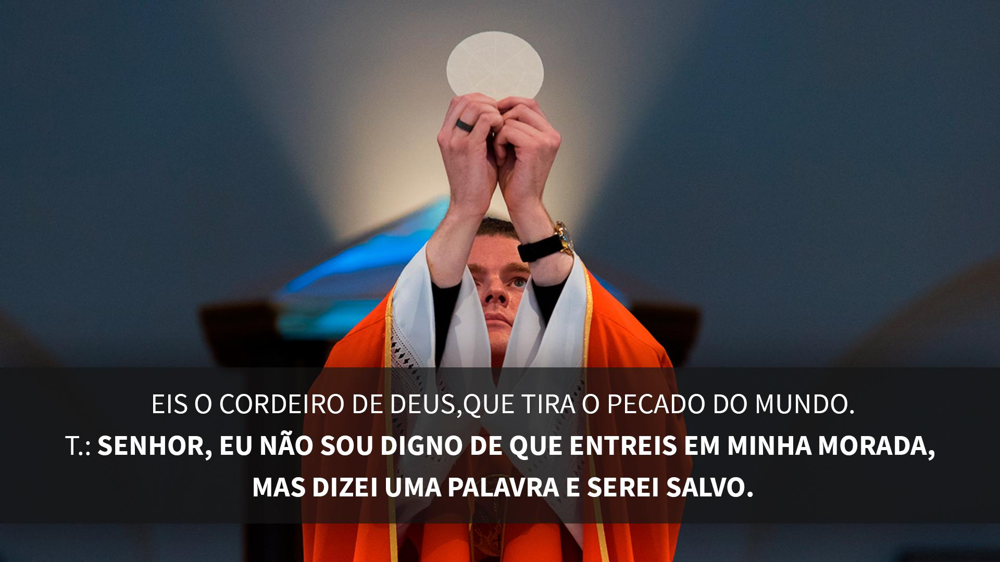 EIS O CORDEIRO DE DEUS,QUE TIRA O PECADO DO MUNDO.
T.: SENHOR, EU NÃO SOU DIGNO DE QUE ENTREIS EM MINHA MORADA,
MAS DIZEI UMA PALAVRA E SEREI SALVO.